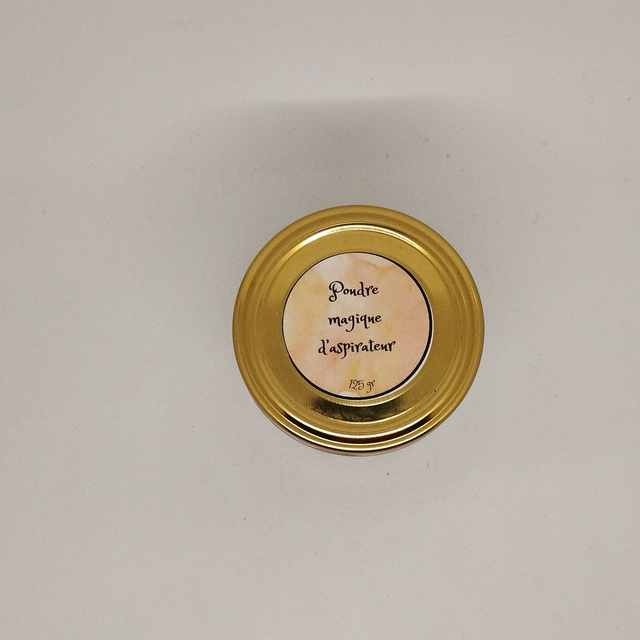 Poudre
magique
d'aspirateur
125 gr